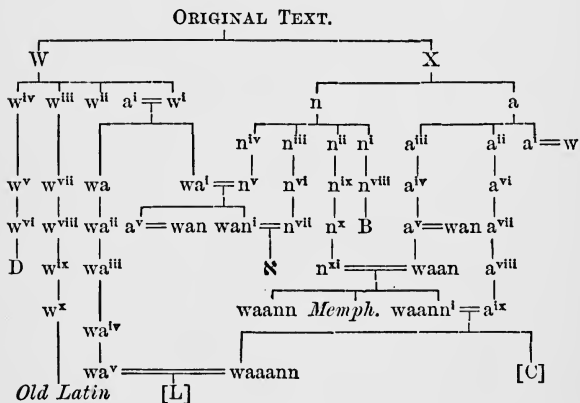 ORIGINAL TEXT.
W X
wⁱᵛ wⁱⁱⁱ wⁱⁱ aⁱ wⁱ n a
nⁱᵛ nⁱⁱⁱ nⁱⁱ nⁱ aⁱⁱⁱ aⁱⁱ aⁱ w
wᵛ wᵛⁱⁱ wa waⁱ nᵛ nᵛⁱ nⁱˣ nᵛⁱⁱⁱ aⁱᵛ aᵛⁱ
wᵛⁱ wᵛⁱⁱⁱ waⁱⁱ aᵛ wan wanⁱ nᵛⁱⁱ nˣ B aᵛ wan aᵛⁱⁱ
D wⁱˣ waⁱⁱⁱ א nˣⁱ waan aᵛⁱⁱⁱ
wˣ waⁱᵛ waann Memph. waannⁱ aⁱˣ
waᵛ waaann [C]
Old Latin [L]